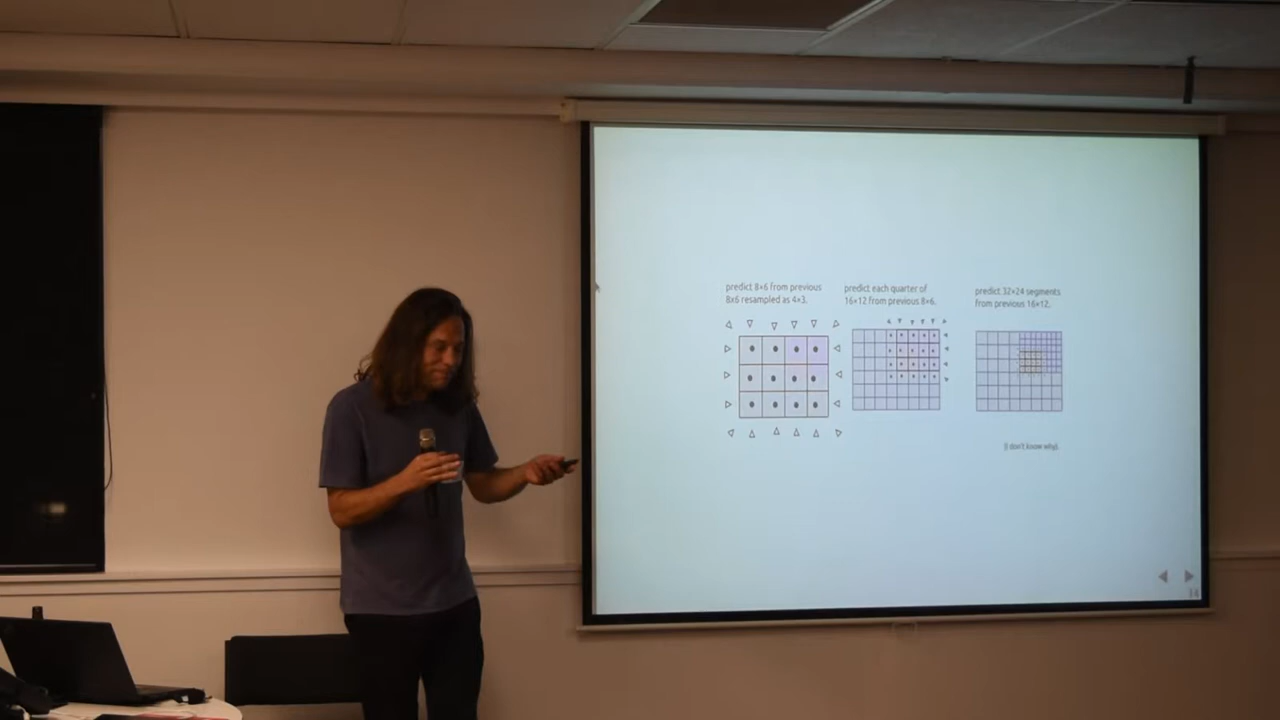 predict 8×6 from previous
8x6 resampled as 4×3.
predict each quarter of
16×12 from previous 8×6.
predict 32×24 segments
from previous 16×12.
(I don't know why).
14